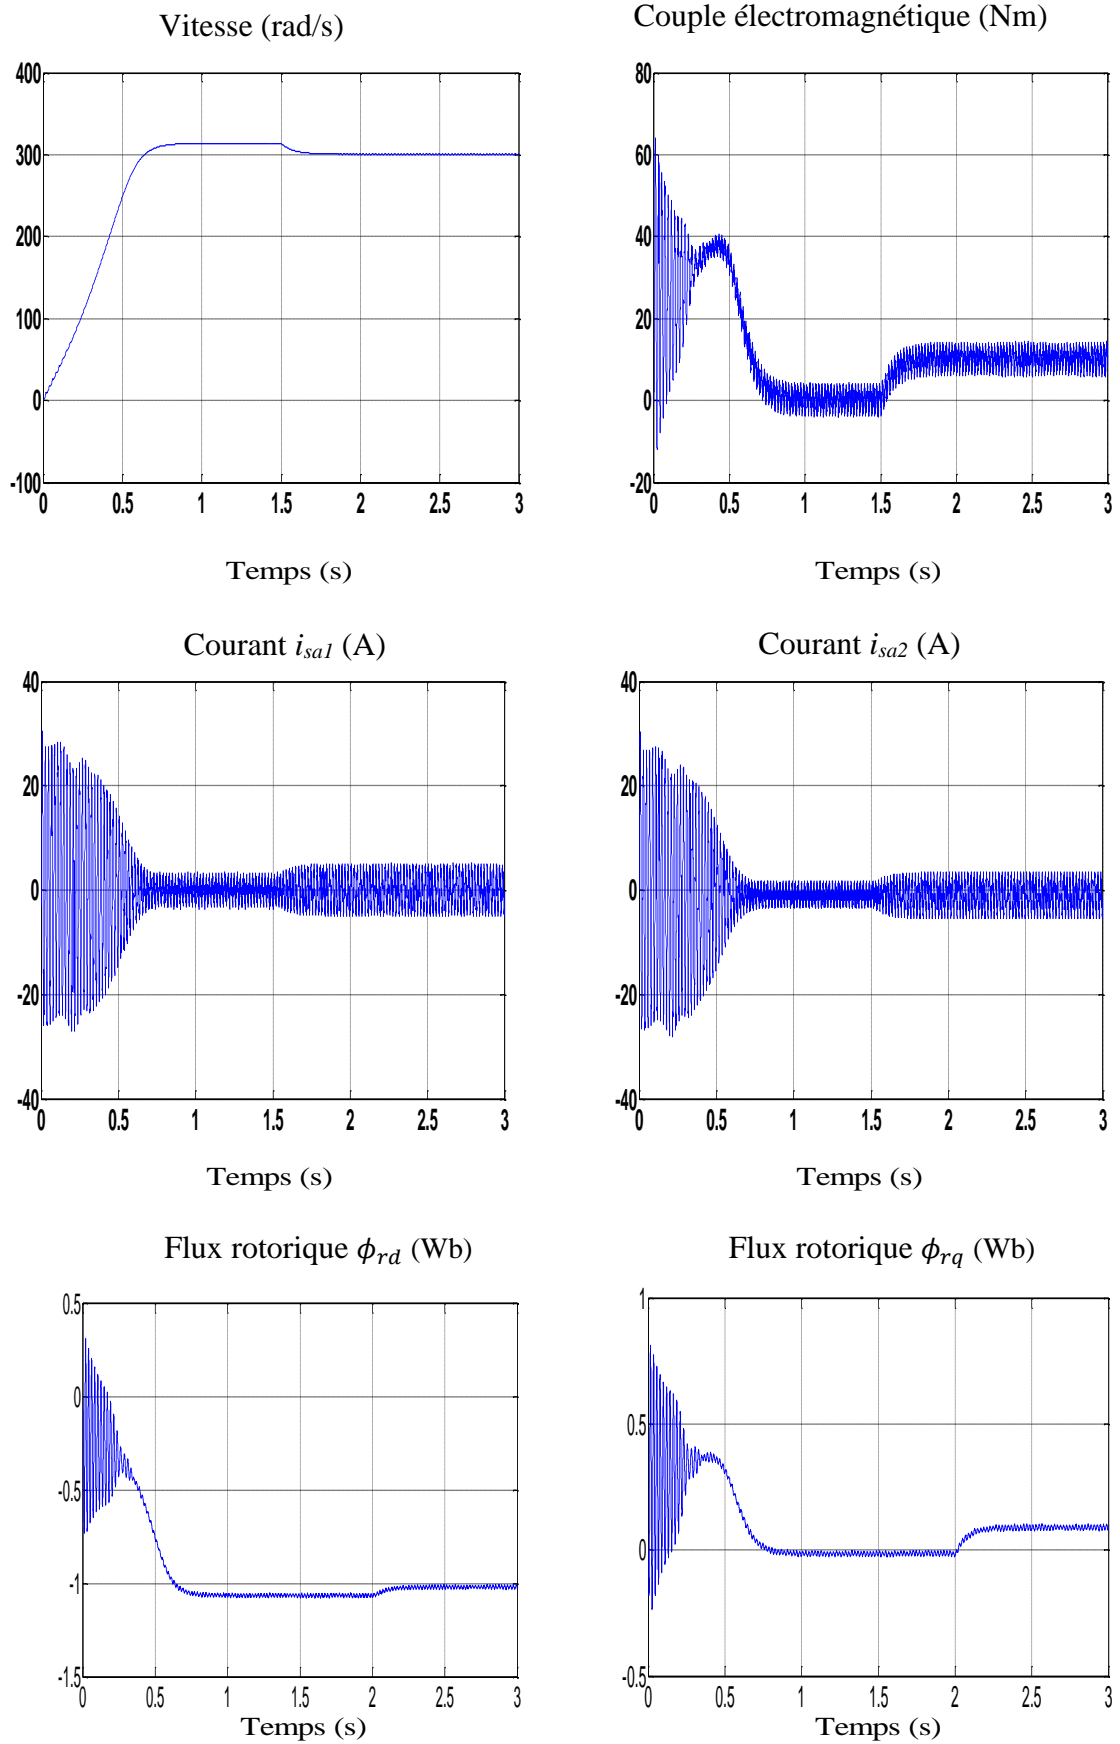 Vitesse (rad/s)
Couple électromagnétique (Nm)
400
300
200
100
0
-100
0 0.5 1 1.5 2 2.5 3
Temps (s)
80
60
40
20
0
-20
0 0.5 1 1.5 2 2.5 3
Temps (s)
Courant isa1 (A)
Courant isa2 (A)
40
20
0
-20
-40
0 0.5 1 1.5 2 2.5 3
Temps (s)
40
20
0
-20
-40
0 0.5 1 1.5 2 2.5 3
Temps (s)
Flux rotorique ϕrd (Wb)
Flux rotorique ϕrq (Wb)
0.5
0
-0.5
-1
-1.5
0 0.5 1 1.5 2 2.5 3
Temps (s)
1
0.5
0
-0.5
0 0.5 1 1.5 2 2.5 3
Temps (s)